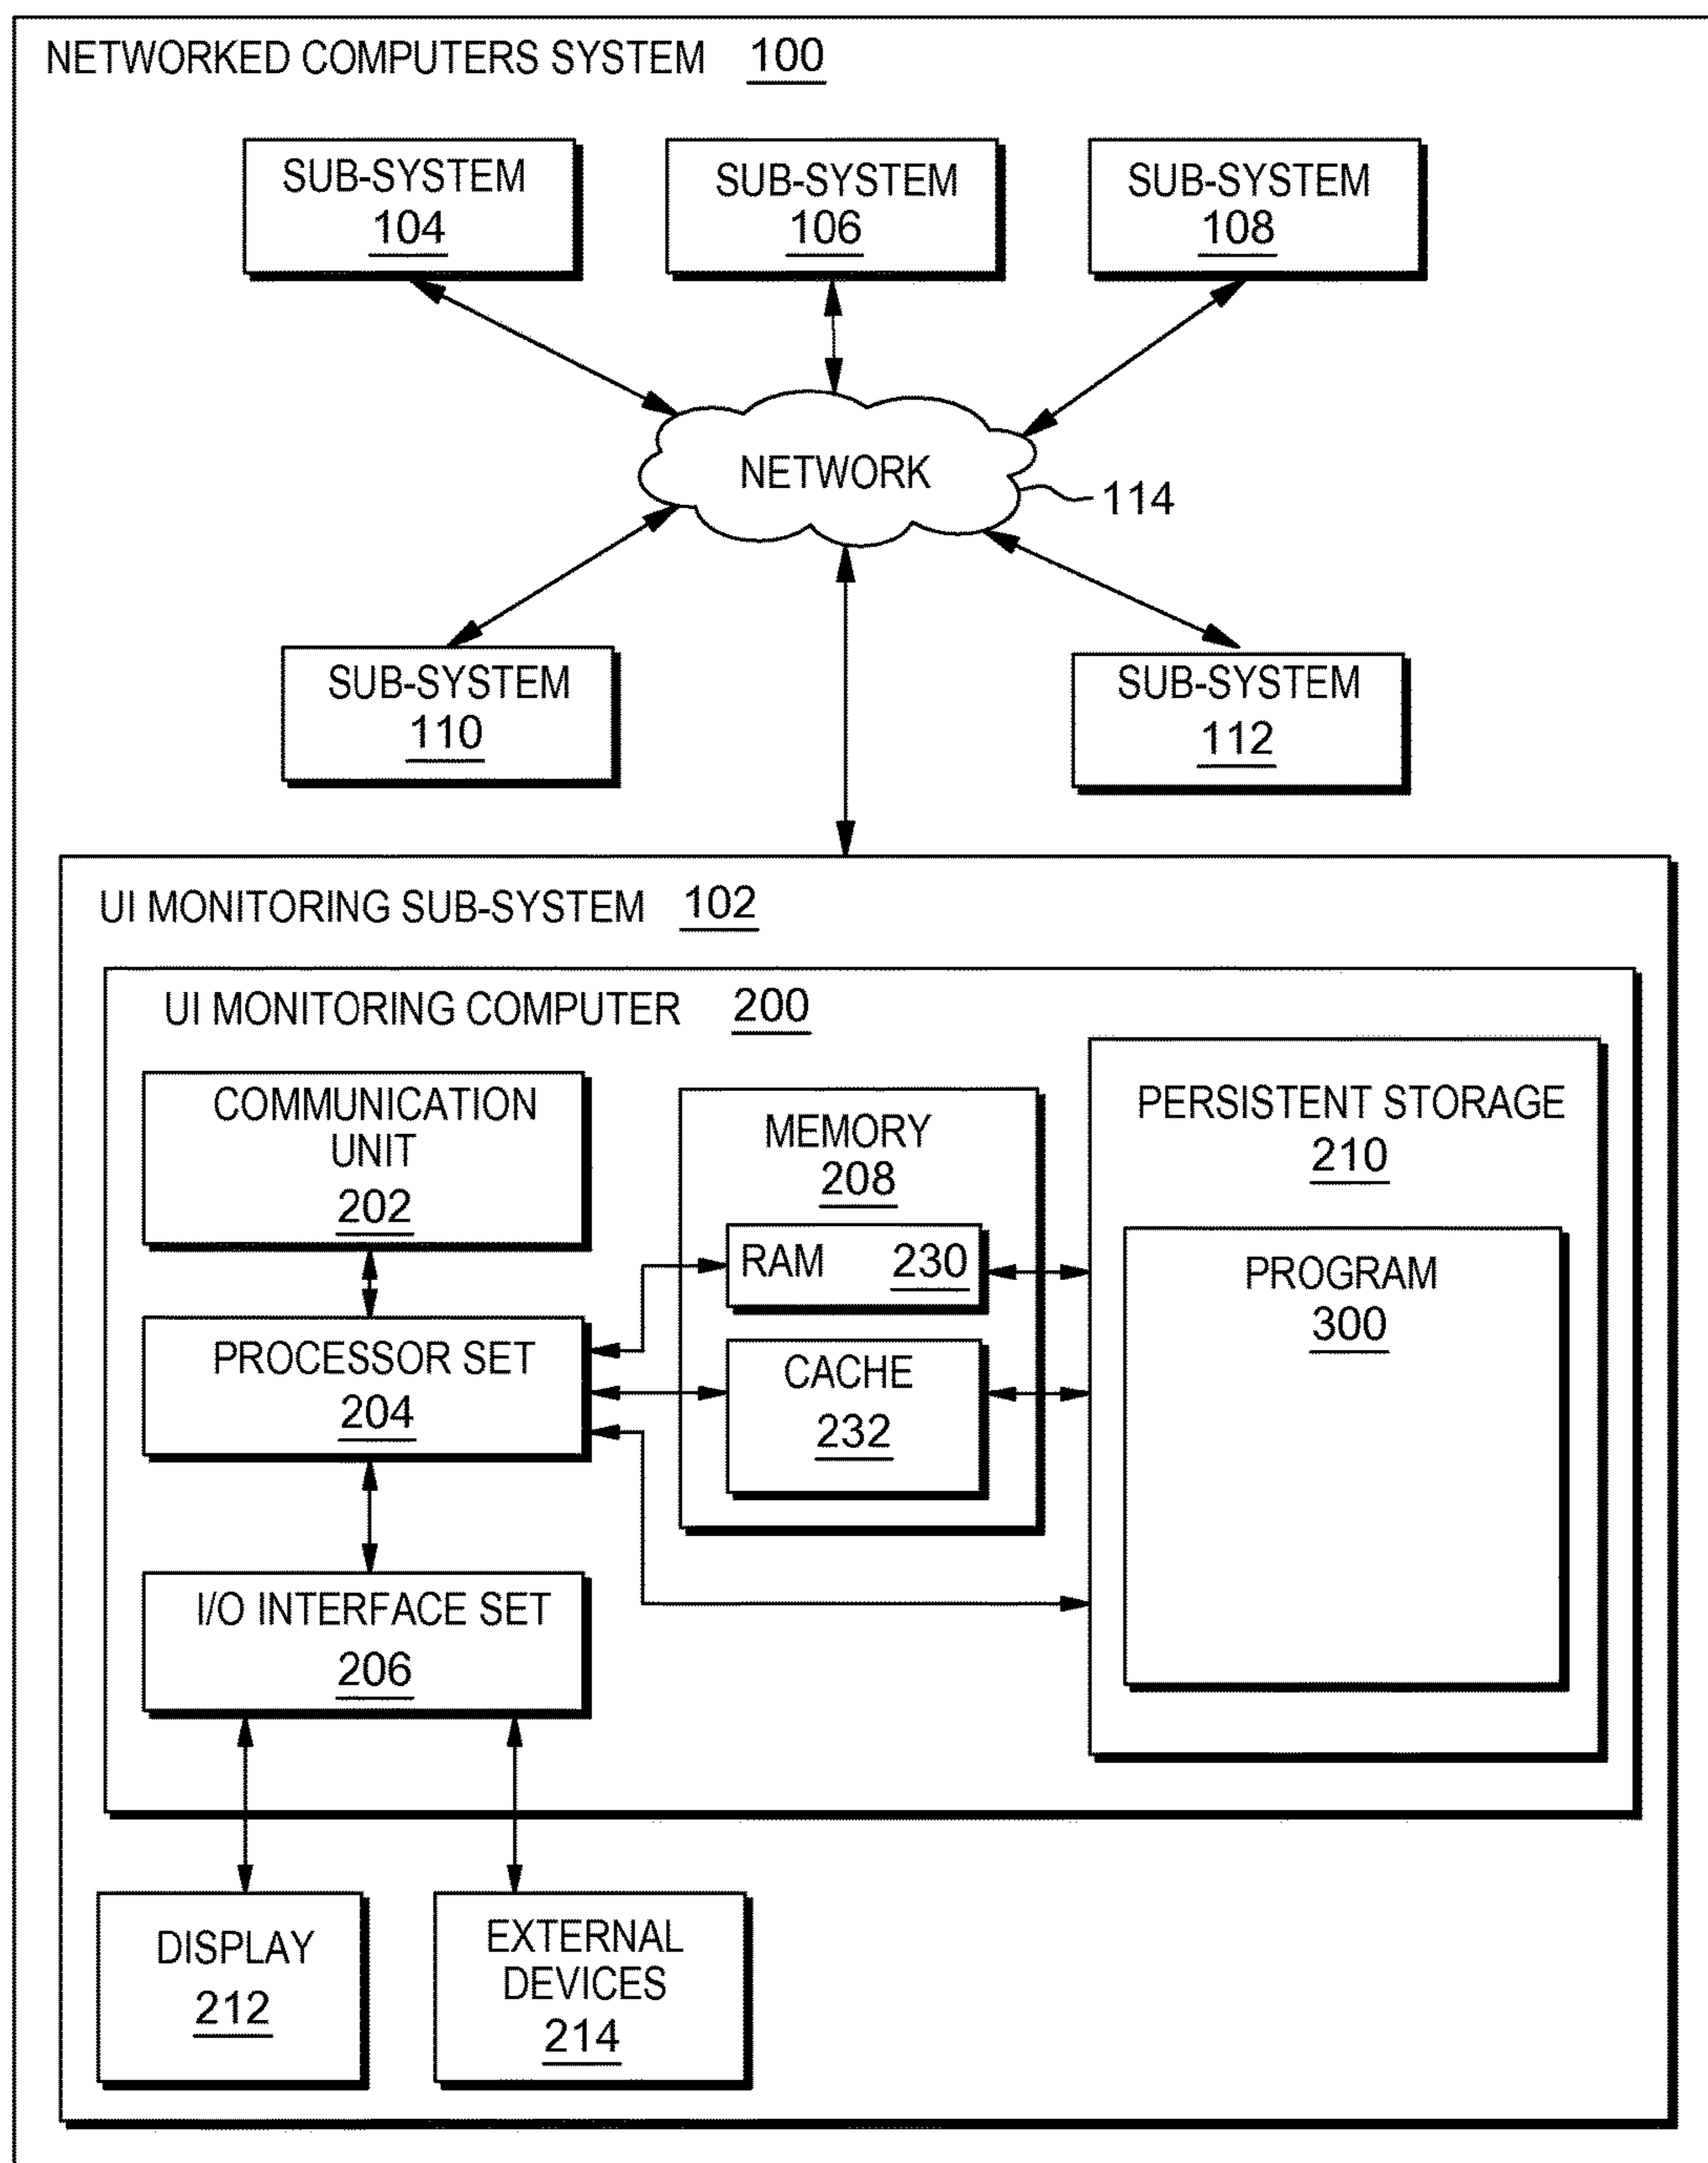 NETWORKED COMPUTERS SYSTEM 100
SUB-SYSTEM
104
SUB-SYSTEM
106
SUB-SYSTEM
108
NETWORK
114
SUB-SYSTEM
110
SUB-SYSTEM
112
UI MONITORING SUB-SYSTEM 102
UI MONITORING COMPUTER 200
COMMUNICATION
UNIT
202
MEMORY
208
PERSISTENT STORAGE
210
RAM 230
PROGRAM
300
PROCESSOR SET
204
CACHE
232
I/O INTERFACE SET
206
DISPLAY
212
EXTERNAL
DEVICES
214